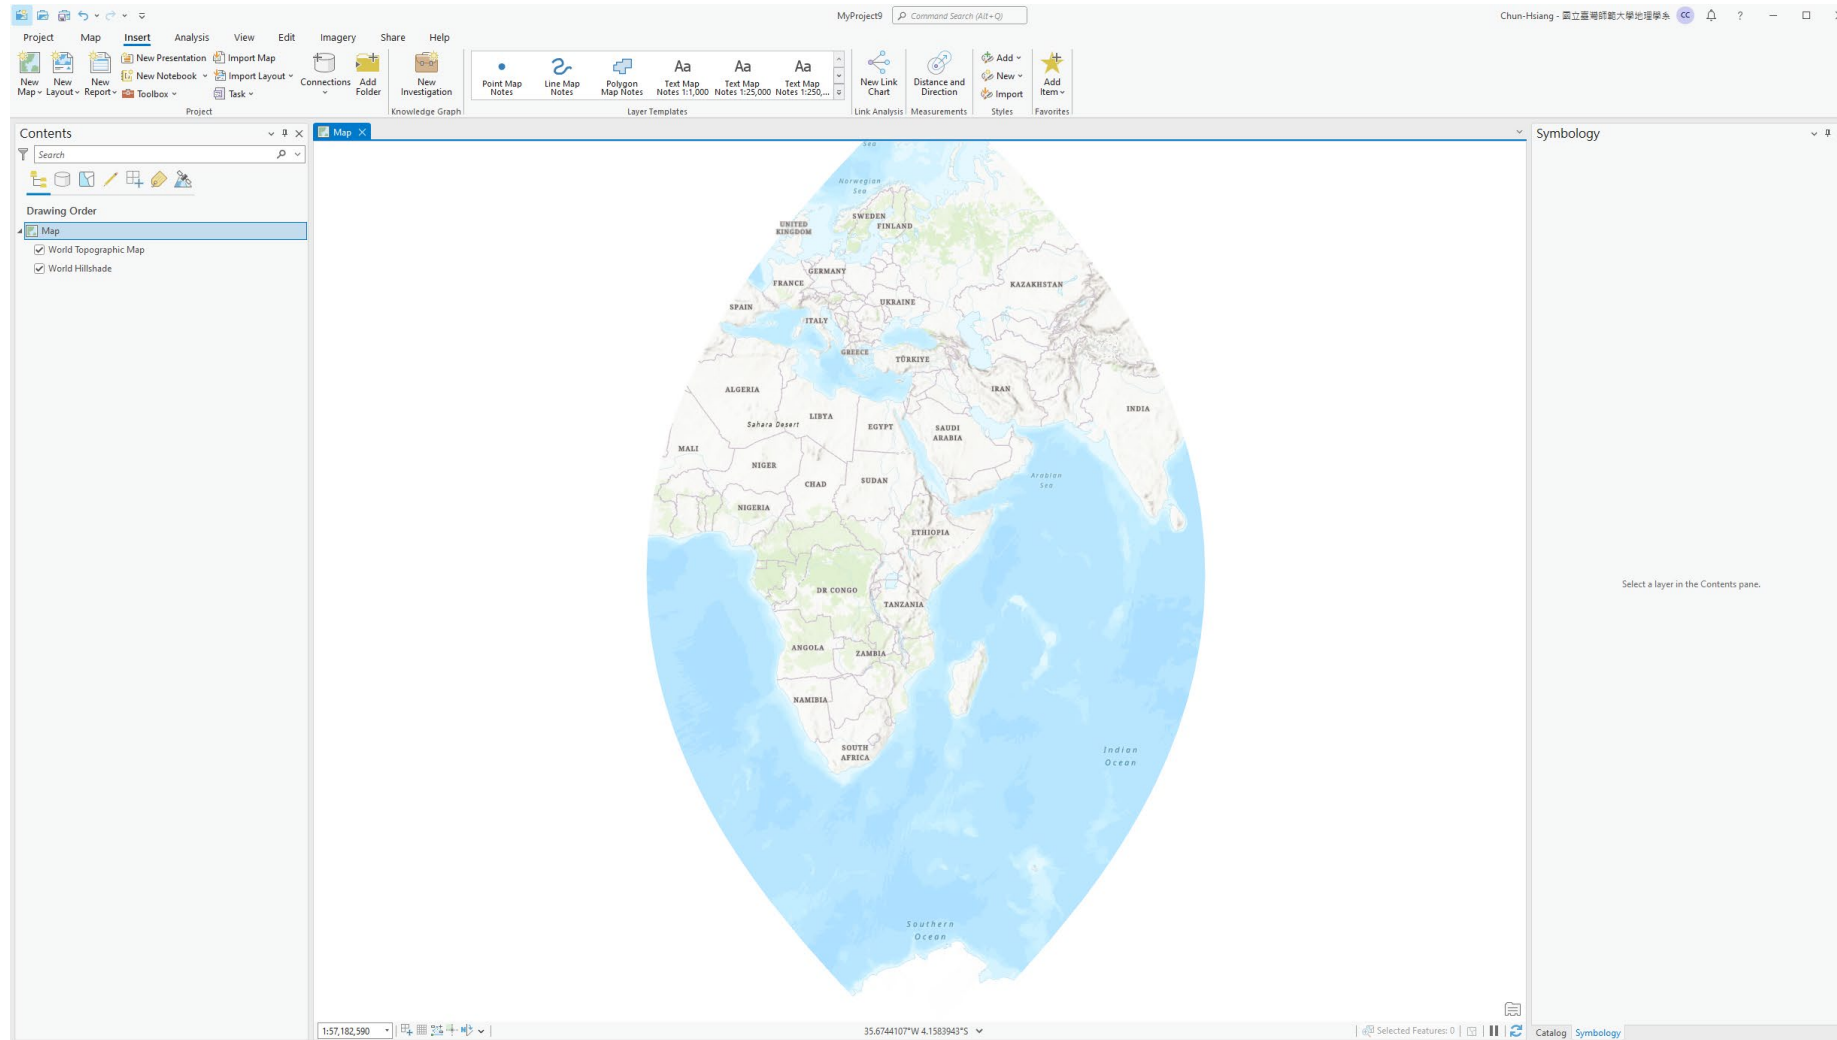 MyProject9
Command Search (Alt+Q)
Chun-Hsiang - 國立臺灣師範大學地理學系
CC
?
Project Map Insert Analysis View Edit Imagery Share Help
New Map
New Layout
New Report
New Presentation
New Notebook
Toolbox
Import Map
Import Layout
Task
Connections
Add Folder
New Investigation
Point Map Notes
Line Map Notes
Polygon Map Notes
Aa
Text Map Notes 1:1,000
Aa
Text Map Notes 1:25,000
Aa
Text Map Notes 1:250,...
New Link Chart
Distance and Direction
Add
New
Import
Add Item
Project
Knowledge Graph
Layer Templates
Link Analysis
Measurements
Styles
Favorites
Contents
Search
Drawing Order
Map
World Topographic Map
World Hillshade
Map
Sea
Norwegian
Sea
SWEDEN
FINLAND
UNITED
KINGDOM
GERMANY
FRANCE
KAZAKHSTAN
UKRAINE
SPAIN
ITALY
GREECE
TÜRKIYE
ALGERIA
IRAN
LIBYA
INDIA
Sahara Desert
EGYPT
SAUDI
ARABIA
MALI
NIGER
Arabian
Sea
CHAD
SUDAN
NIGERIA
ETHIOPIA
DR CONGO
TANZANIA
ANGOLA
ZAMBIA
NAMIBIA
SOUTH
AFRICA
Indian
Ocean
Southern
Ocean
1:57,182,590
35.6744107°W 4.1583943°S
Selected Features: 0
Symbology
Select a layer in the Contents pane.
Catalog Symbology